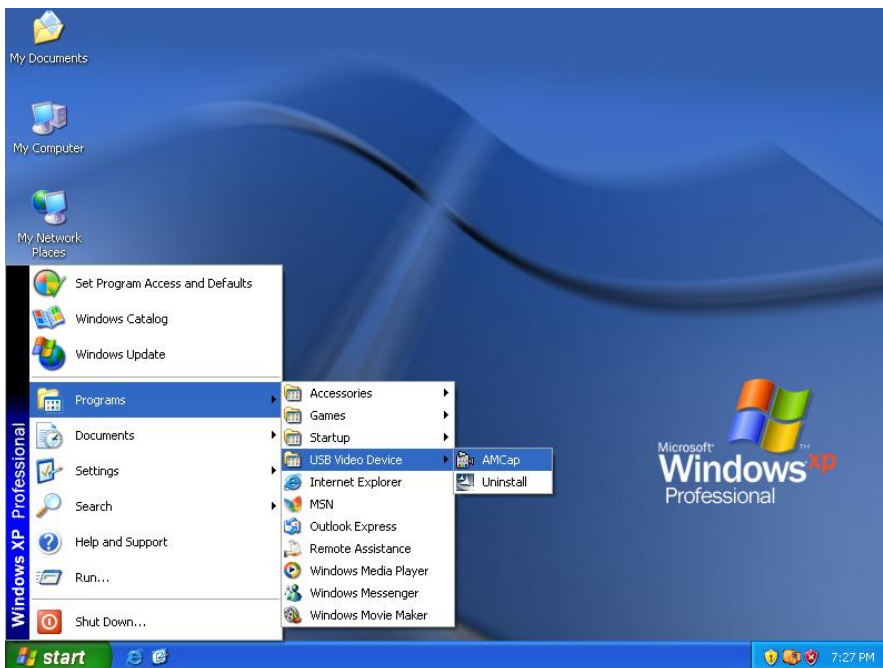 My Documents
My Computer
My Network
Places
Set Program Access and Defaults
Windows Catalog
Windows Update
Programs
Documents
Settings
Search
Help and Support
Run...
Shut Down...
Windows XP Professional
Accessories
Games
Startup
USB Video Device
Internet Explorer
MSN
Outlook Express
Remote Assistance
Windows Media Player
Windows Messenger
Windows Movie Maker
AMCap
Uninstall
Microsoft
Windows xp
TM
Professional
start
7:27 PM